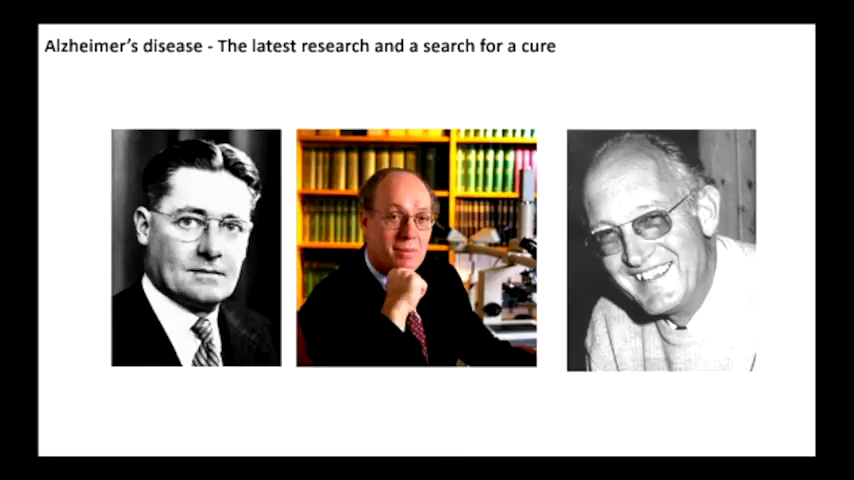 Alzheimer’s disease - The latest research and a search for a cure